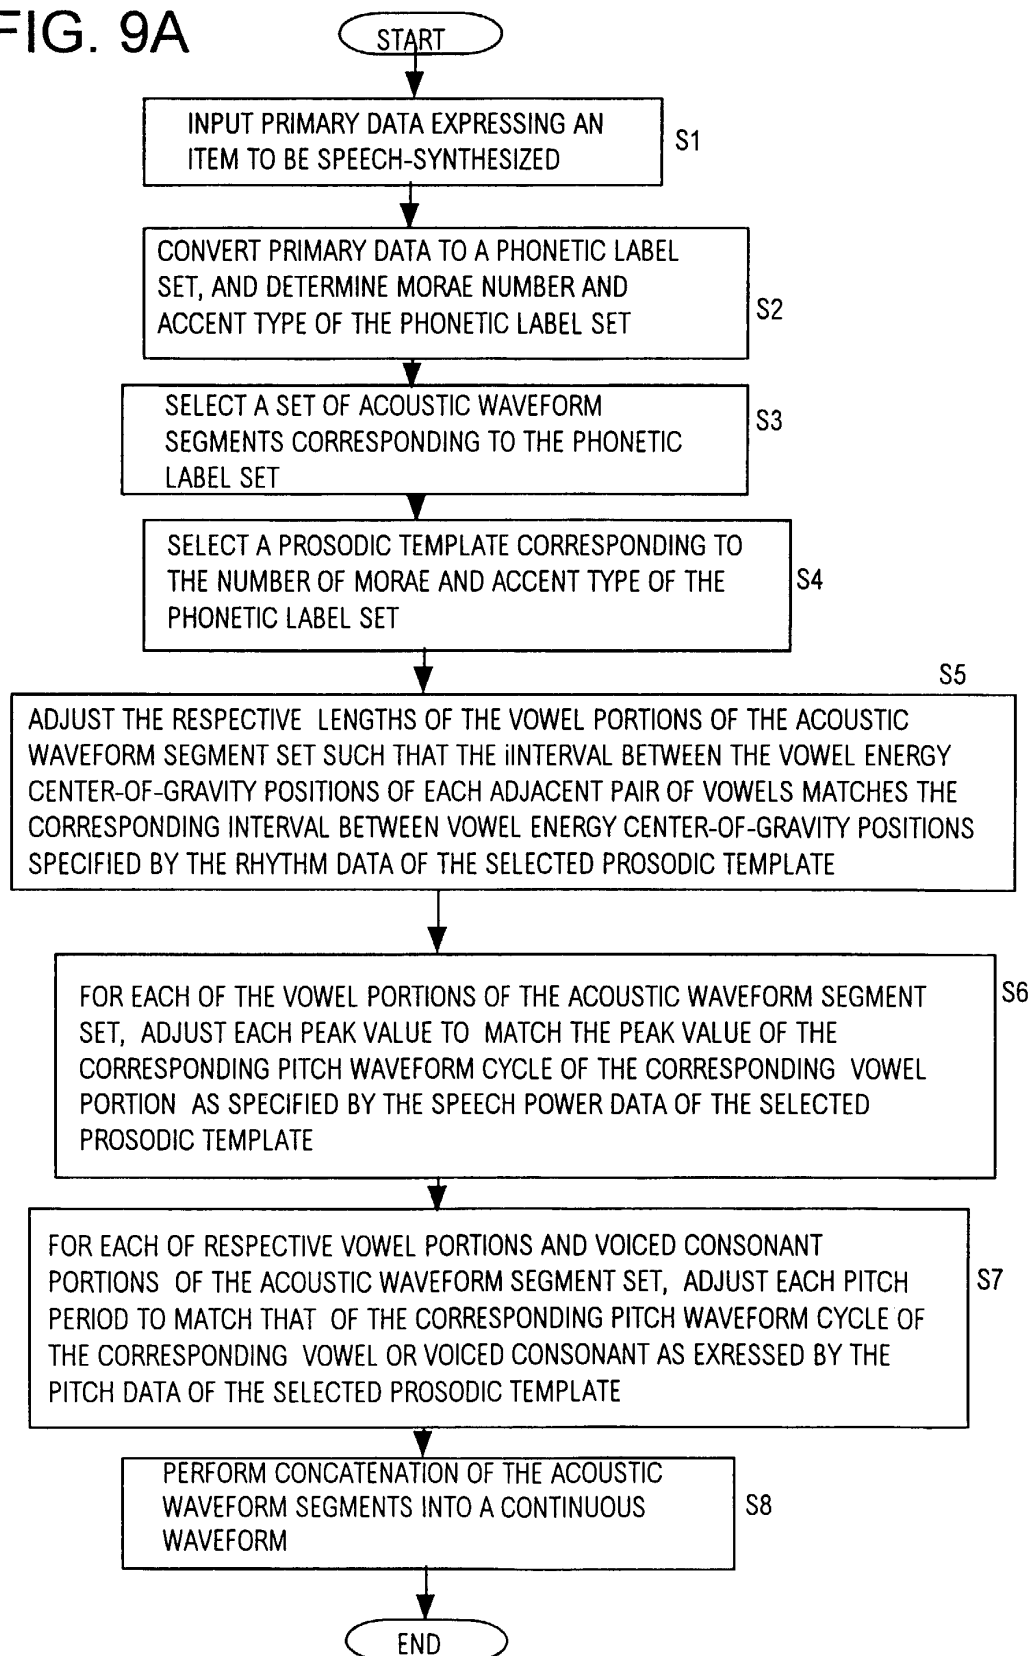 FIG. 9A
START
INPUT PRIMARY DATA EXPRESSING AN
ITEM TO BE SPEECH-SYNTHESIZED
S1
CONVERT PRIMARY DATA TO A PHONETIC LABEL
SET, AND DETERMINE MORAE NUMBER AND
ACCENT TYPE OF THE PHONETIC LABEL SET
S2
SELECT A SET OF ACOUSTIC WAVEFORM
SEGMENTS CORRESPONDING TO THE PHONETIC
LABEL SET
S3
SELECT A PROSODIC TEMPLATE CORRESPONDING TO
THE NUMBER OF MORAE AND ACCENT TYPE OF THE
PHONETIC LABEL SET
S4
S5
ADJUST THE RESPECTIVE LENGTHS OF THE VOWEL PORTIONS OF THE ACOUSTIC
WAVEFORM SEGMENT SET SUCH THAT THE iINTERVAL BETWEEN THE VOWEL ENERGY
CENTER-OF-GRAVITY POSITIONS OF EACH ADJACENT PAIR OF VOWELS MATCHES THE
CORRESPONDING INTERVAL BETWEEN VOWEL ENERGY CENTER-OF-GRAVITY POSITIONS
SPECIFIED BY THE RHYTHM DATA OF THE SELECTED PROSODIC TEMPLATE
FOR EACH OF THE VOWEL PORTIONS OF THE ACOUSTIC WAVEFORM SEGMENT
SET, ADJUST EACH PEAK VALUE TO MATCH THE PEAK VALUE OF THE
CORRESPONDING PITCH WAVEFORM CYCLE OF THE CORRESPONDING VOWEL
PORTION AS SPECIFIED BY THE SPEECH POWER DATA OF THE SELECTED
PROSODIC TEMPLATE
S6
FOR EACH OF RESPECTIVE VOWEL PORTIONS AND VOICED CONSONANT
PORTIONS OF THE ACOUSTIC WAVEFORM SEGMENT SET, ADJUST EACH PITCH
PERIOD TO MATCH THAT OF THE CORRESPONDING PITCH WAVEFORM CYCLE OF
THE CORRESPONDING VOWEL OR VOICED CONSONANT AS EXRESSED BY THE
PITCH DATA OF THE SELECTED PROSODIC TEMPLATE
S7
PERFORM CONCATENATION OF THE ACOUSTIC
WAVEFORM SEGMENTS INTO A CONTINUOUS
WAVEFORM
S8
END